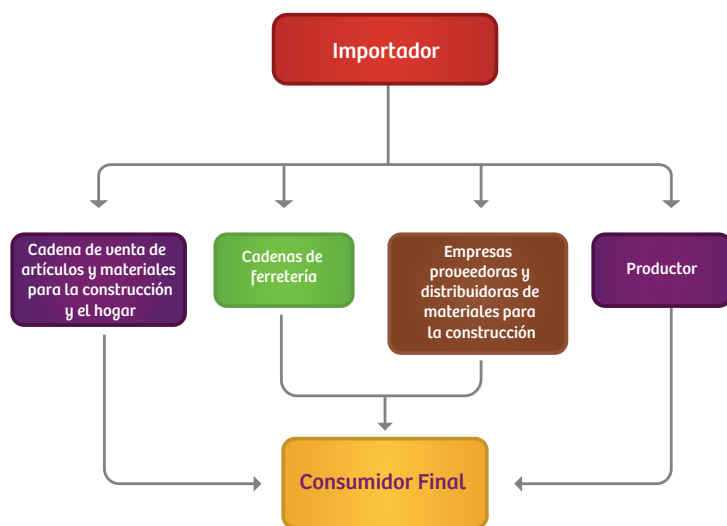 Importador
Cadena de venta de
artículos y materiales
para la construcción
y el hogar
Cadenas de
ferretería
Empresas
proveedoras y
distribuidoras de
materiales para
la construcción
Productor
Consumidor Final